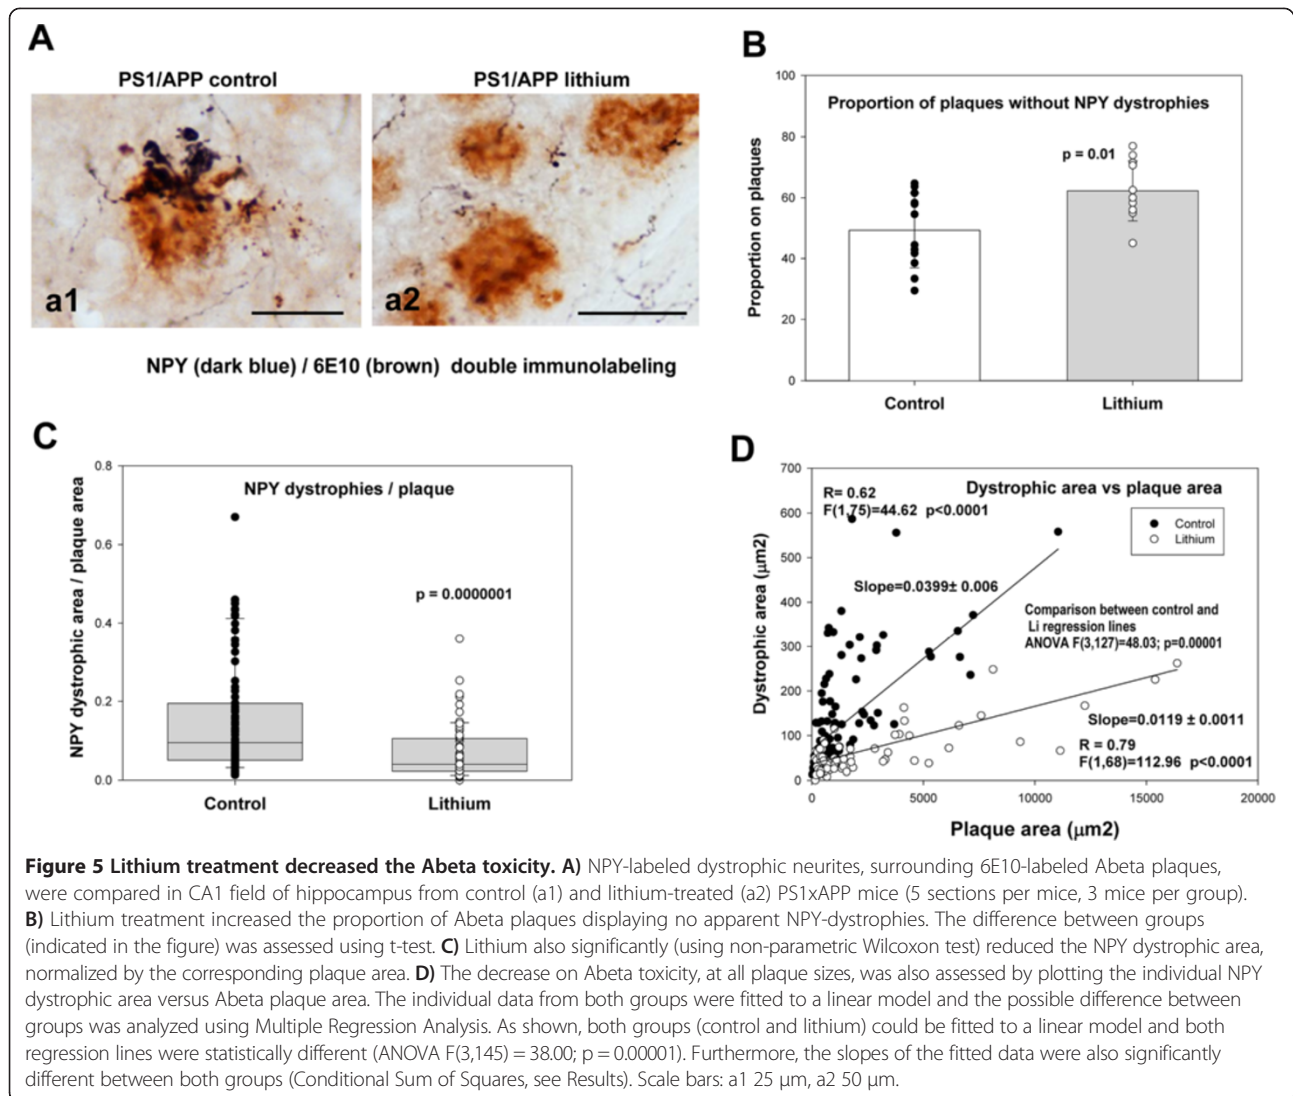 A
PS1/APP control
PS1/APP lithium
a1
a2
NPY (dark blue) / 6E10 (brown) double immunolabeling
B
Proportion of plaques without NPY dystrophies
p = 0.01
Proportion on plaques
100
80
60
40
20
0
Control
Lithium
C
NPY dystrophies / plaque
p = 0.0000001
NPY dystrophic area / plaque area
0.8
0.6
0.4
0.2
0.0
Control
Lithium
D
Dystrophic area vs plaque area
R= 0.62
F(1,75)=44.62 p<0.0001
Control
Lithium
Slope=0.0399± 0.006
Comparison between control and
Li regression lines
ANOVA F(3,127)=48.03; p=0.00001
Slope=0.0119 ± 0.0011
R = 0.79
F(1,68)=112.96 p<0.0001
Dystrophic area (µm2)
700
600
500
400
300
200
100
0
0
5000
10000
15000
20000
Plaque area (µm2)
Figure 5 Lithium treatment decreased the Abeta toxicity. A) NPY-labeled dystrophic neurites, surrounding 6E10-labeled Abeta plaques,
were compared in CA1 field of hippocampus from control (a1) and lithium-treated (a2) PS1xAPP mice (5 sections per mice, 3 mice per group).
B) Lithium treatment increased the proportion of Abeta plaques displaying no apparent NPY-dystrophies. The difference between groups
(indicated in the figure) was assessed using t-test. C) Lithium also significantly (using non-parametric Wilcoxon test) reduced the NPY dystrophic area,
normalized by the corresponding plaque area. D) The decrease on Abeta toxicity, at all plaque sizes, was also assessed by plotting the individual NPY
dystrophic area versus Abeta plaque area. The individual data from both groups were fitted to a linear model and the possible difference between
groups was analyzed using Multiple Regression Analysis. As shown, both groups (control and lithium) could be fitted to a linear model and both
regression lines were statistically different (ANOVA F(3,145) = 38.00; p = 0.00001). Furthermore, the slopes of the fitted data were also significantly
different between both groups (Conditional Sum of Squares, see Results). Scale bars: a1 25 µm, a2 50 µm.